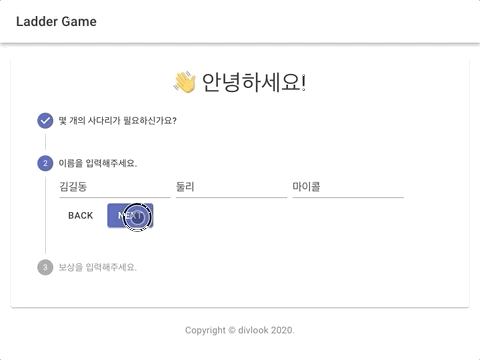 Ladder Game
👋 안녕하세요!
몇 개의 사다리가 필요하신가요?
2 이름을 입력해주세요.
김길동 둘리 마이콜
BACK NEXT
3 보상을 입력해주세요.
Copyright © divlook 2020.